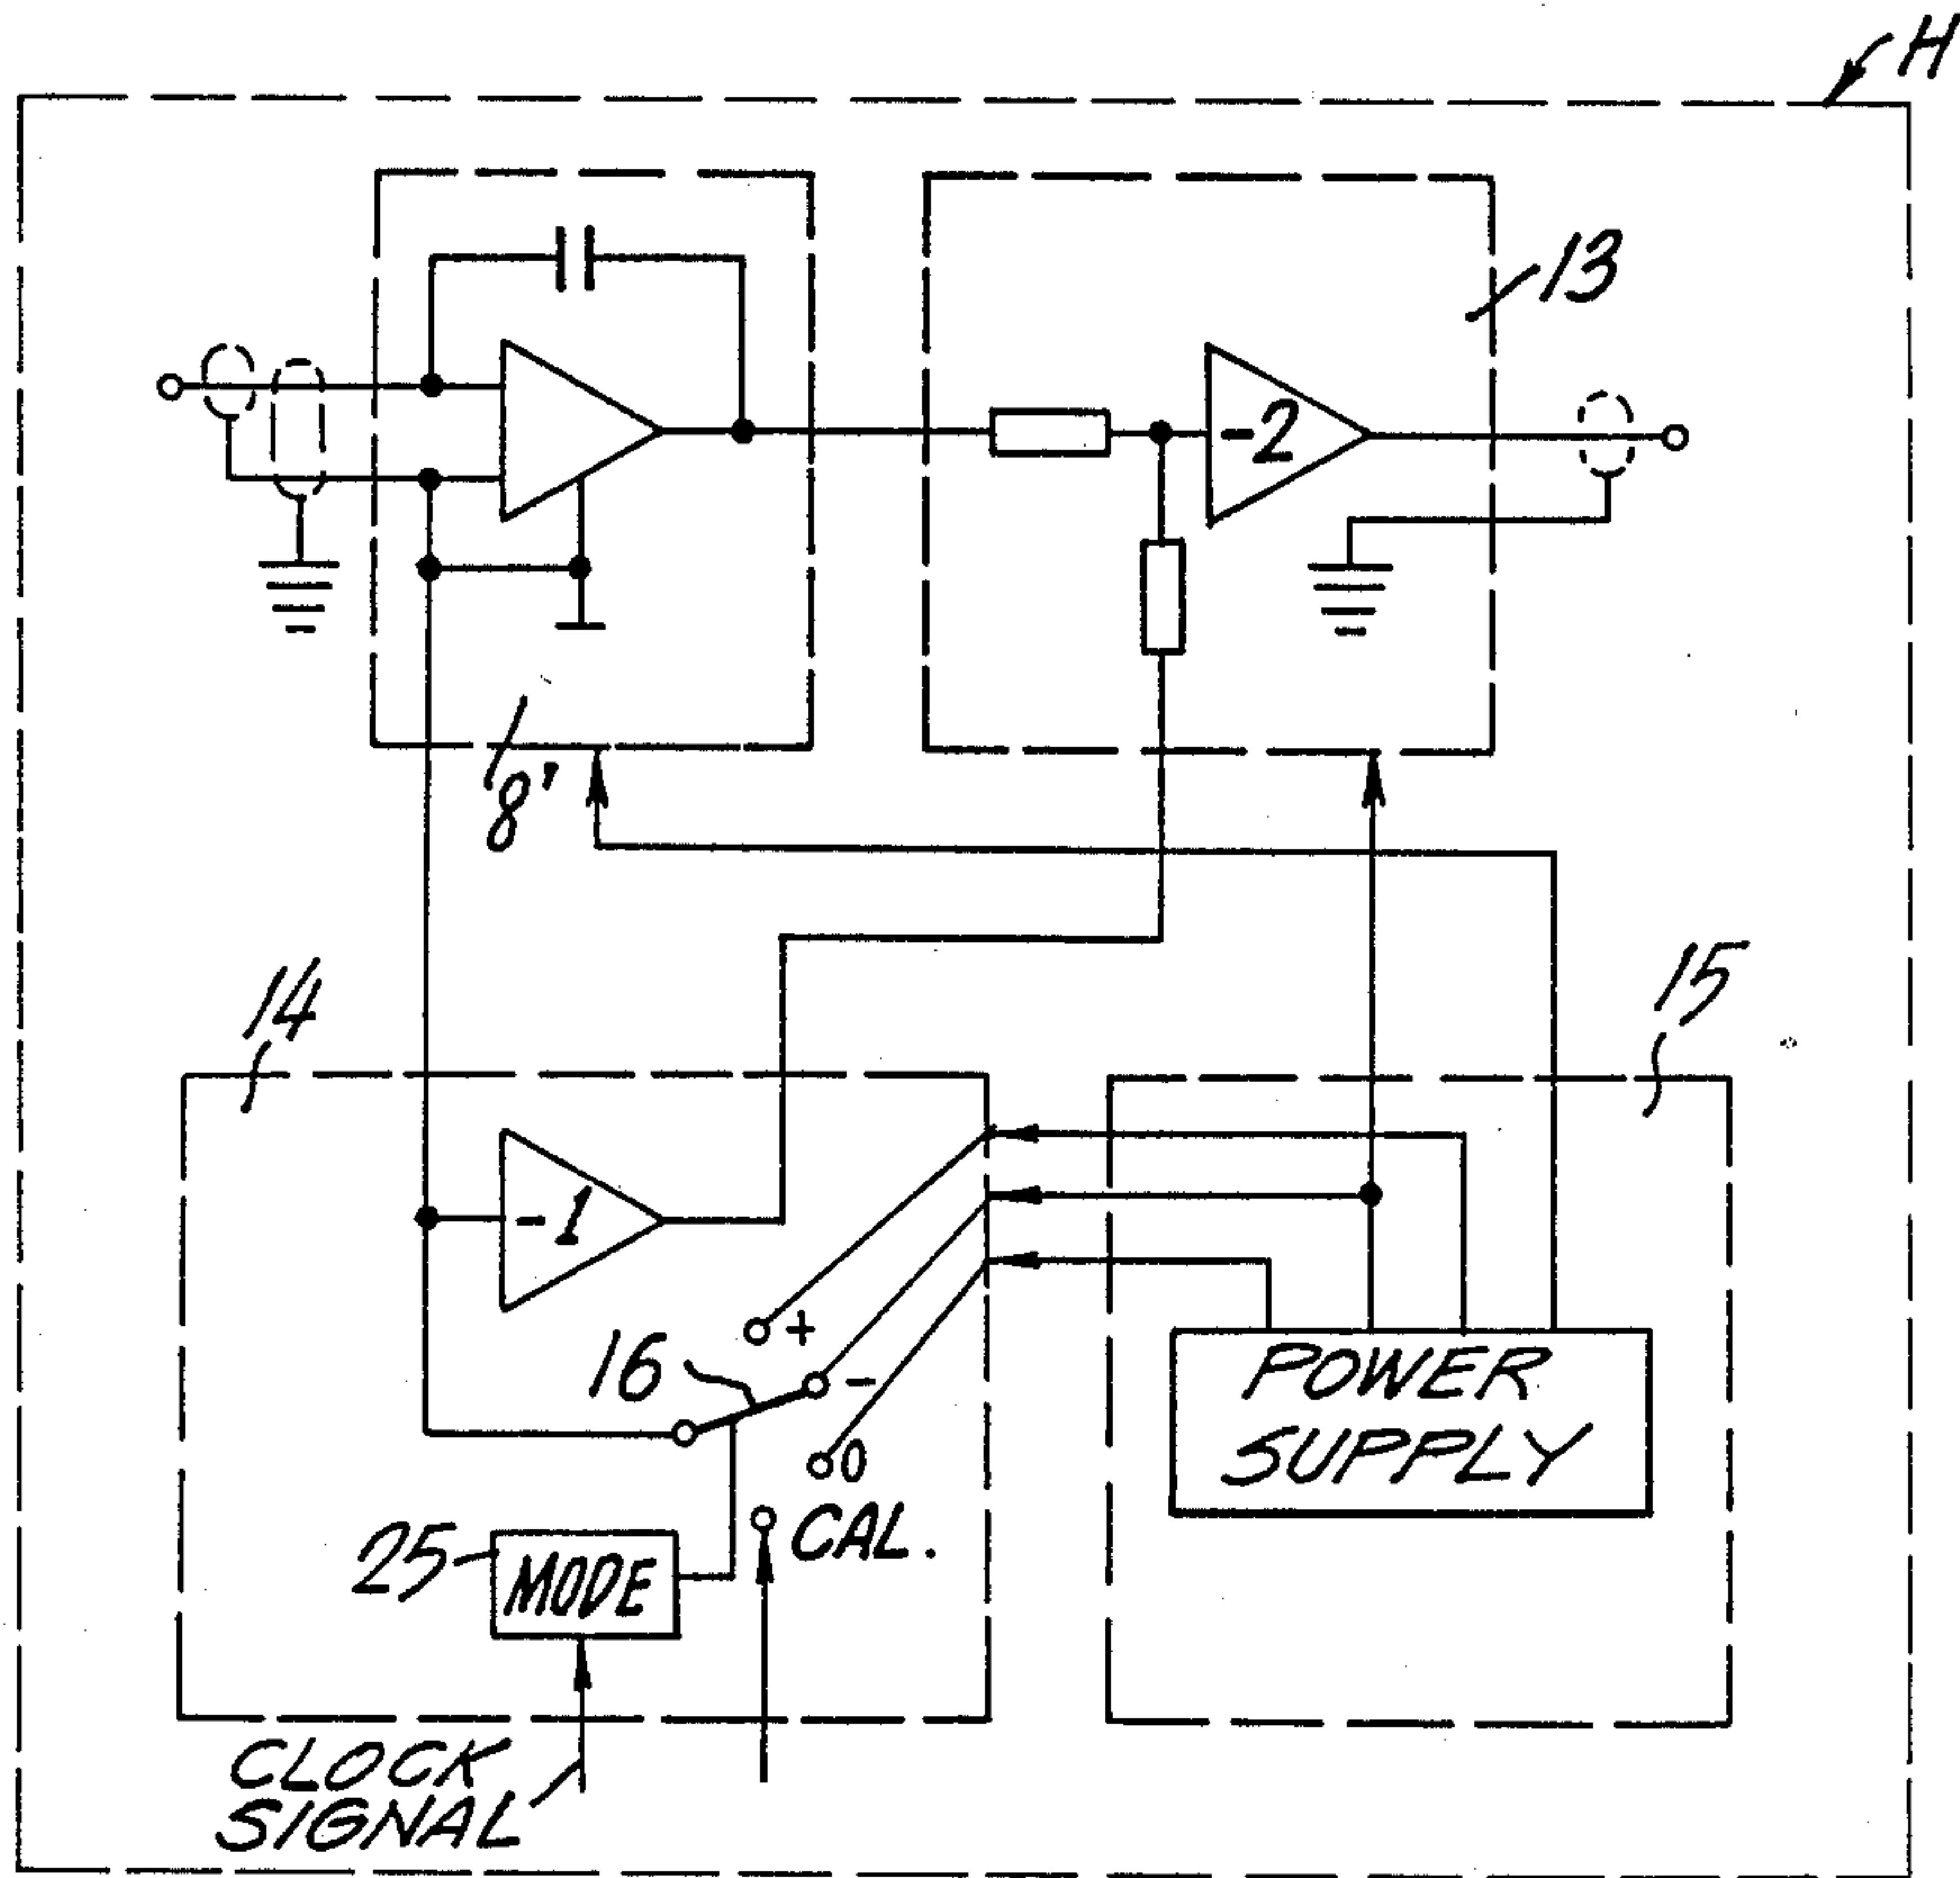 H
13
-2
8'
14
15
-1
+
16
-
0
POWER
SUPPLY
CAL.
25
MODE
CLOCK
SIGNAL